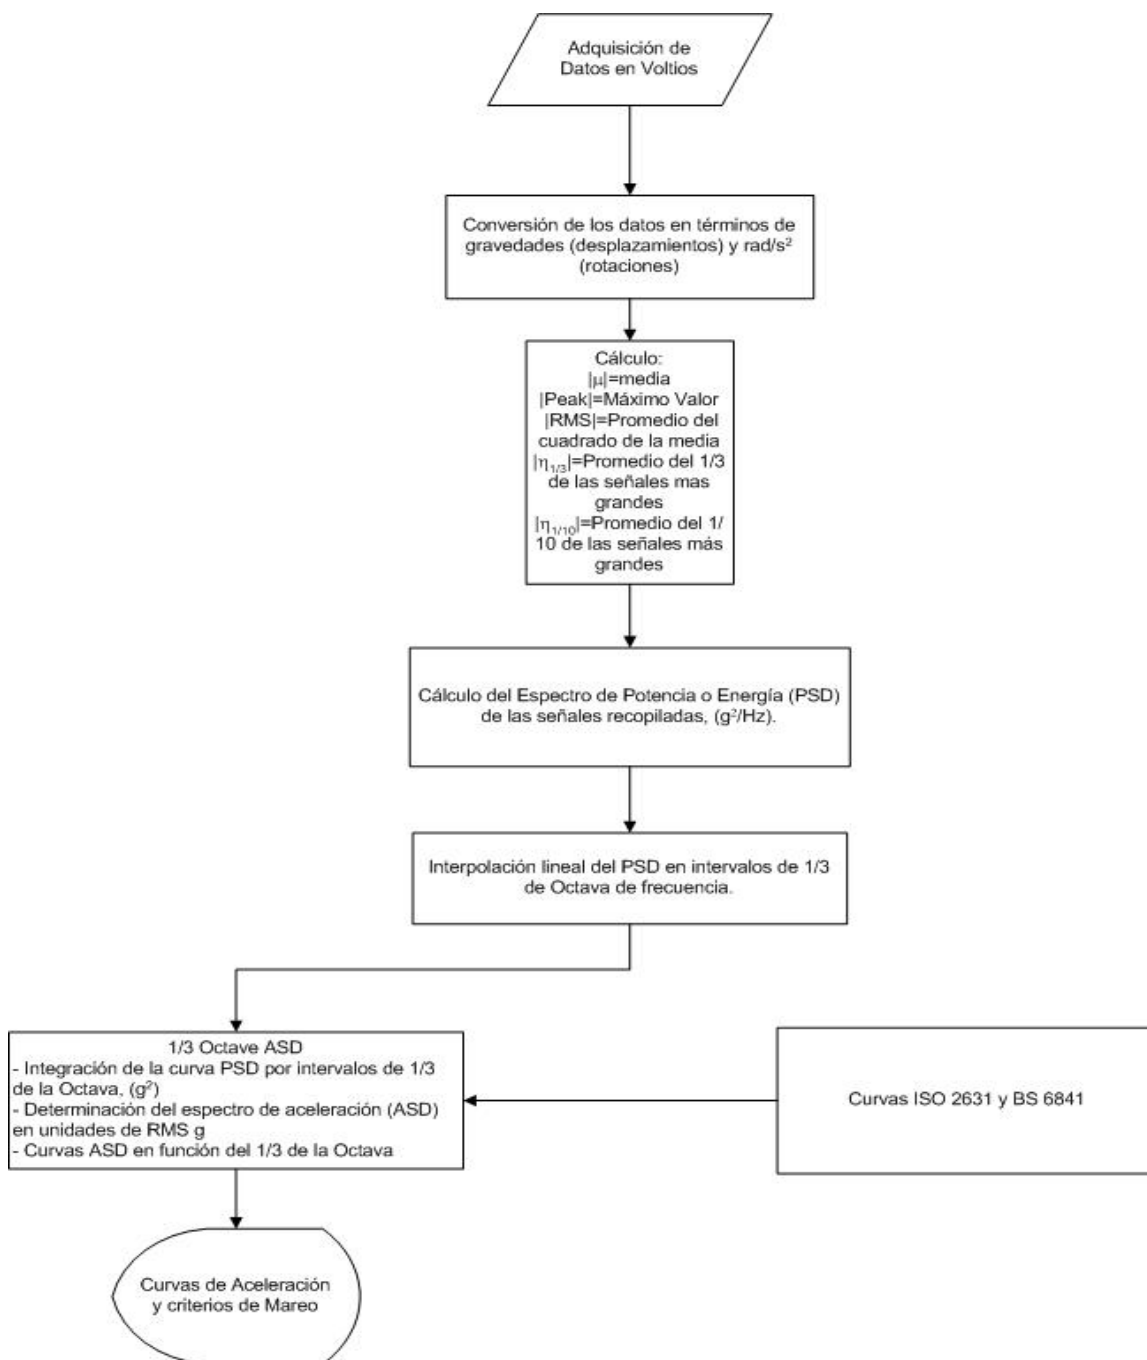 Adquisición de
Datos en Voltios
Conversión de los datos en términos de
gravedades (desplazamientos) y rad/s²
(rotaciones)
Cálculo:
|µ|=media
|Peak|=Máximo Valor
|RMS|=Promedio del
cuadrado de la media
|η1/3|=Promedio del 1/3
de las señales mas
grandes
|η1/10|=Promedio del 1/
10 de las señales más
grandes
Cálculo del Espectro de Potencia o Energía (PSD)
de las señales recopiladas, (g²/Hz).
Interpolación lineal del PSD en intervalos de 1/3
de Octava de frecuencia.
1/3 Octave ASD
- Integración de la curva PSD por intervalos de 1/3
de la Octava, (g²)
- Determinación del espectro de aceleración (ASD)
en unidades de RMS g
- Curvas ASD en función del 1/3 de la Octava
Curvas ISO 2631 y BS 6841
Curvas de Aceleración
y criterios de Mareo